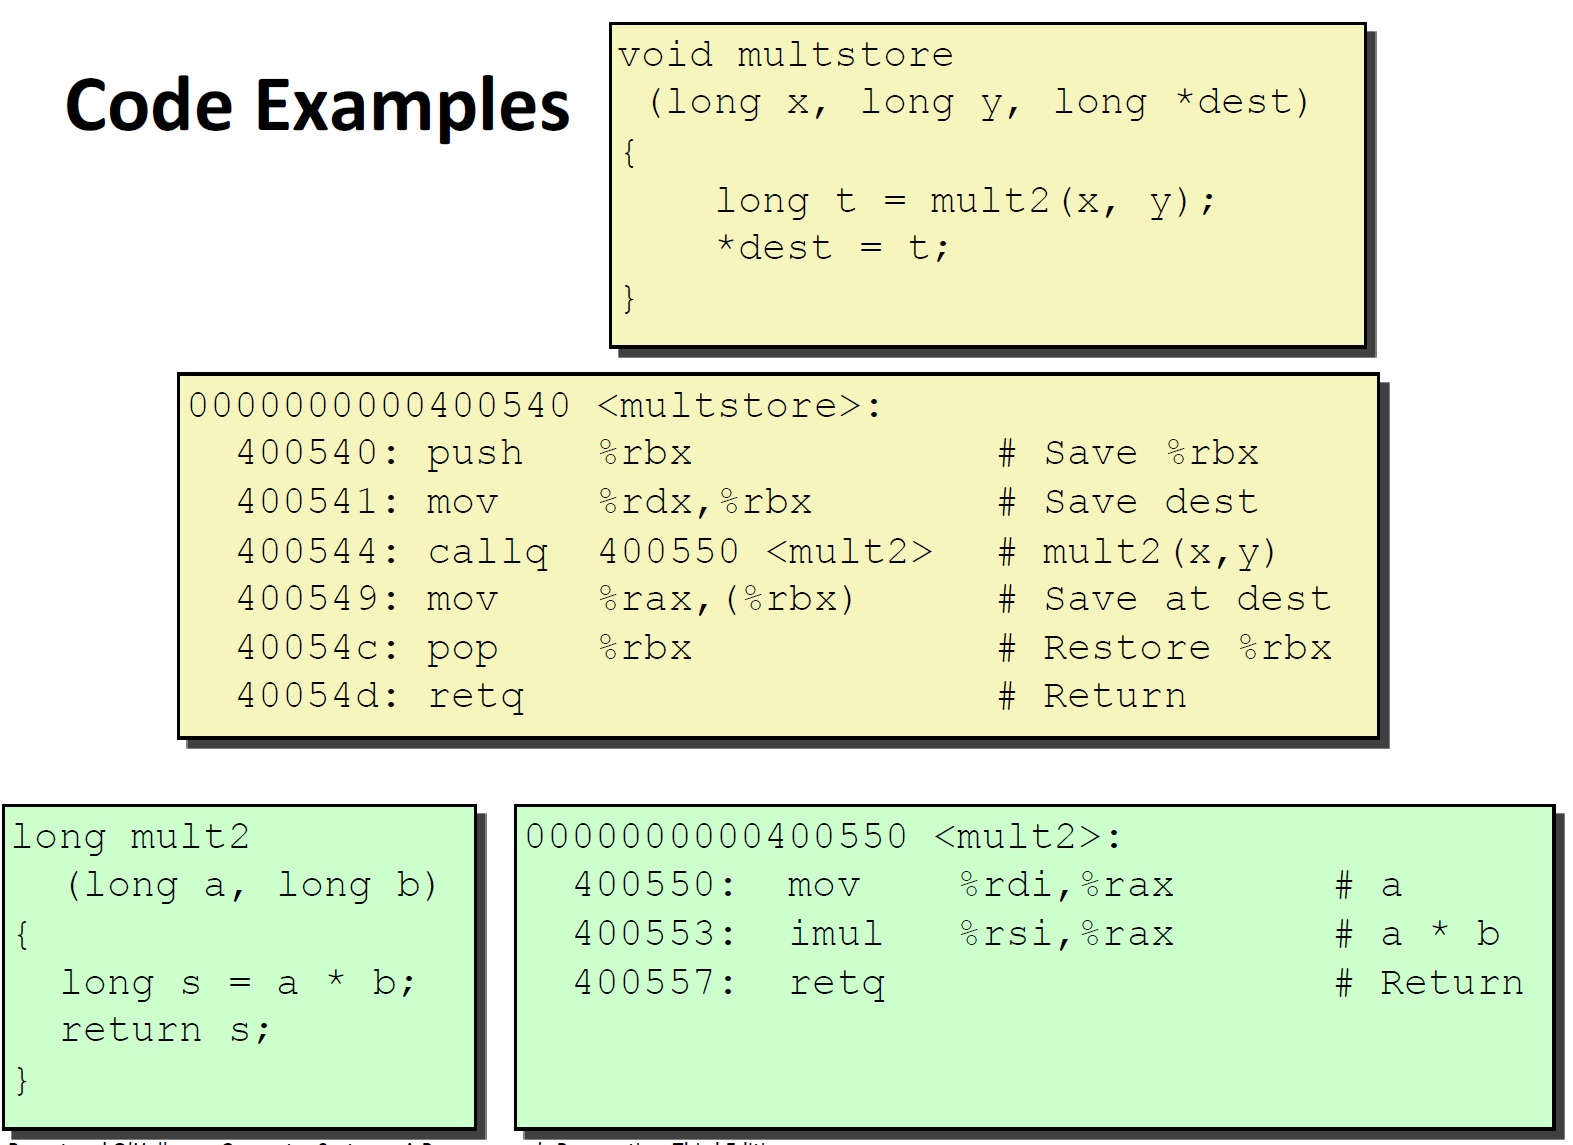 Code Examples
void multstore
(long x, long y, long *dest)
{
long t = mult2(x, y);
*dest = t;
}
0000000000400540 <multstore>:
400540: push %rbx # Save %rbx
400541: mov %rdx,%rbx # Save dest
400544: callq 400550 <mult2> # mult2(x,y)
400549: mov %rax,(%rbx) # Save at dest
40054c: pop %rbx # Restore %rbx
40054d: retq # Return
long mult2
(long a, long b)
{
long s = a * b;
return s;
}
0000000000400550 <mult2>:
400550: mov %rdi,%rax # a
400553: imul %rsi,%rax # a * b
400557: retq # Return